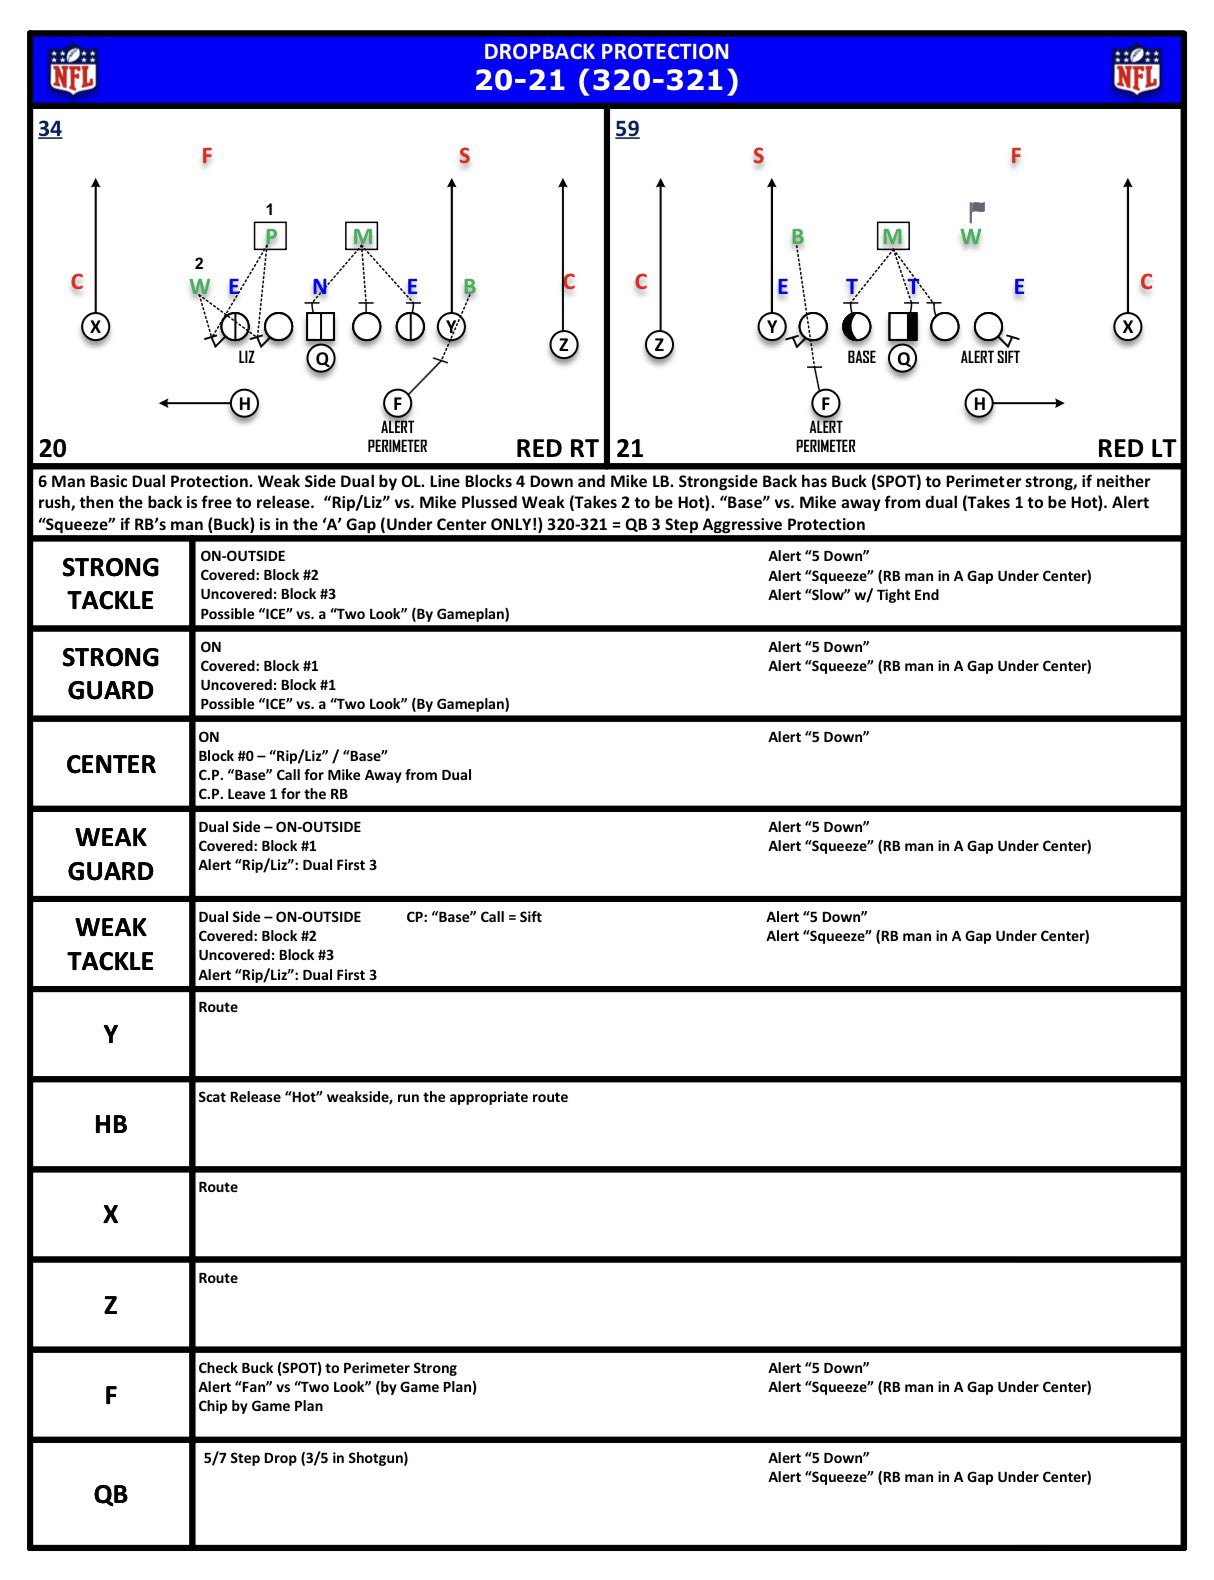 DROPBACK PROTECTION
20-21 (320-321)
NFL
NFL
34
F
S
1
P
M
2
C
W
E
N
E
B
C
X
Y
Z
LIZ
Q
H
F
ALERT
PERIMETER
20
RED RT
59
S
F
B
M
W
C
E
T
T
E
C
Y
X
Z
BASE
Q
ALERT SIFT
F
H
ALERT
PERIMETER
21
RED LT
6 Man Basic Dual Protection. Weak Side Dual by OL. Line Blocks 4 Down and Mike LB. Strongside Back has Buck (SPOT) to Perimeter strong, if neither
rush, then the back is free to release.  “Rip/Liz” vs. Mike Plussed Weak (Takes 2 to be Hot). “Base” vs. Mike away from dual (Takes 1 to be Hot). Alert
“Squeeze” if RB’s man (Buck) is in the ‘A’ Gap (Under Center ONLY!) 320-321 = QB 3 Step Aggressive Protection
STRONG
TACKLE
ON-OUTSIDE
Covered: Block #2
Uncovered: Block #3
Possible “ICE” vs. a “Two Look” (By Gameplan)
Alert “5 Down”
Alert “Squeeze” (RB man in A Gap Under Center)
Alert “Slow” w/ Tight End
STRONG
GUARD
ON
Covered: Block #1
Uncovered: Block #1
Possible “ICE” vs. a “Two Look” (By Gameplan)
Alert “5 Down”
Alert “Squeeze” (RB man in A Gap Under Center)
CENTER
ON
Block #0 – “Rip/Liz” / “Base”
C.P. “Base” Call for Mike Away from Dual
C.P. Leave 1 for the RB
Alert “5 Down”
WEAK
GUARD
Dual Side – ON-OUTSIDE
Covered: Block #1
Alert “Rip/Liz”: Dual First 3
Alert “5 Down”
Alert “Squeeze” (RB man in A Gap Under Center)
WEAK
TACKLE
Dual Side – ON-OUTSIDE CP: “Base” Call = Sift
Covered: Block #2
Uncovered: Block #3
Alert “Rip/Liz”: Dual First 3
Alert “5 Down”
Alert “Squeeze” (RB man in A Gap Under Center)
Y
Route
HB
Scat Release “Hot” weakside, run the appropriate route
X
Route
Z
Route
F
Check Buck (SPOT) to Perimeter Strong
Alert “Fan” vs “Two Look” (by Game Plan)
Chip by Game Plan
Alert “5 Down”
Alert “Squeeze” (RB man in A Gap Under Center)
QB
5/7 Step Drop (3/5 in Shotgun)
Alert “5 Down”
Alert “Squeeze” (RB man in A Gap Under Center)